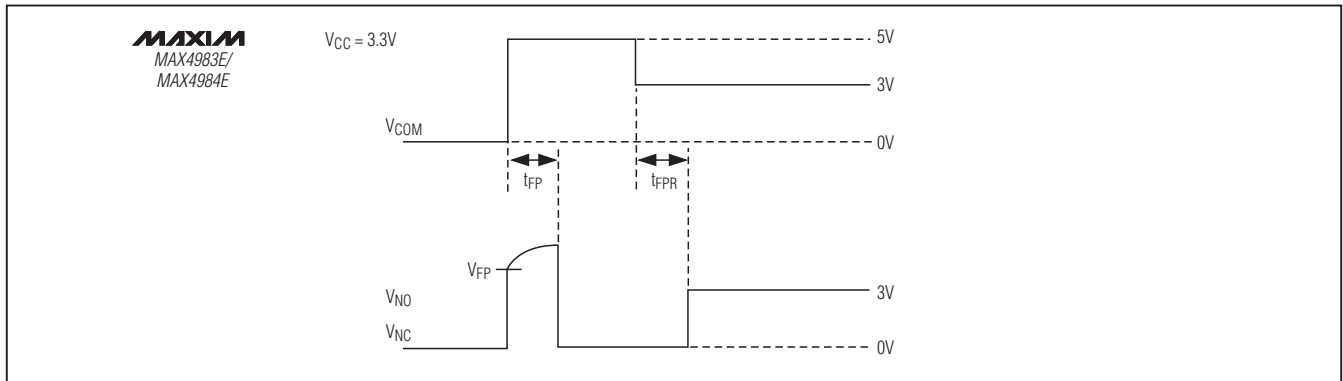 MAXIM
MAX4983E/
MAX4984E
VCC = 3.3V
5V
3V
VCOM
0V
tFP
tFPR
VFP
VNO
3V
VNC
0V